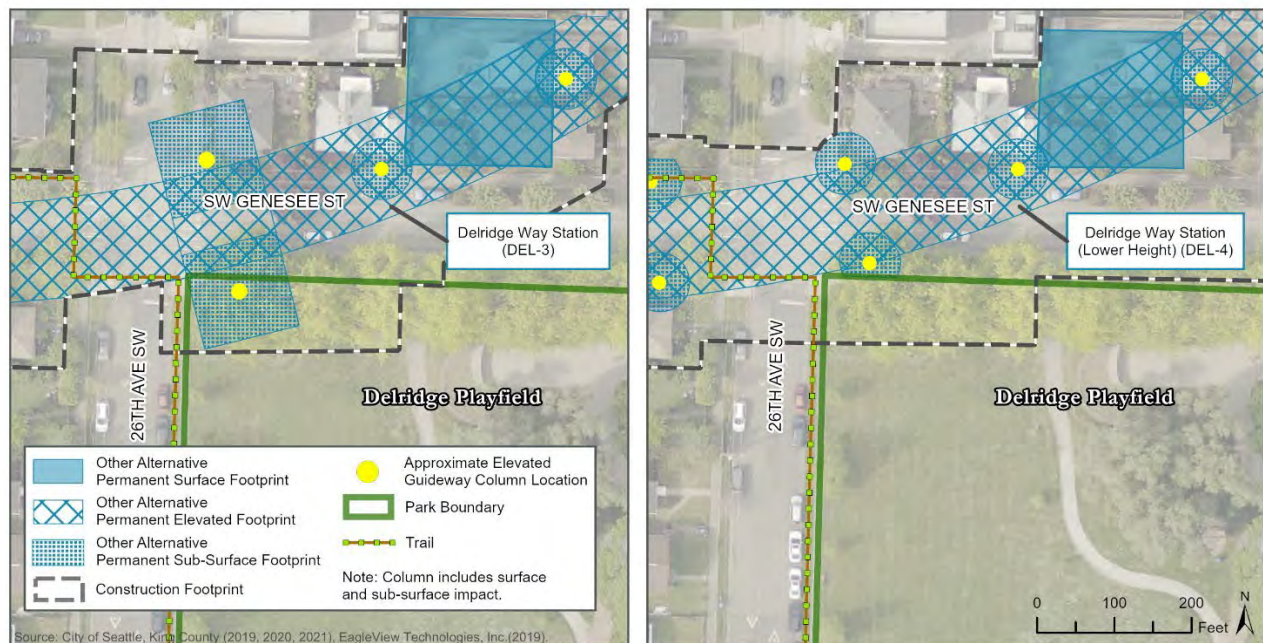 SW GENESEE ST
Delridge Way Station
(DEL-3)
26TH AVE SW
Delridge Playfield
Other Alternative
Permanent Surface Footprint
Other Alternative
Permanent Elevated Footprint
Other Alternative
Permanent Sub-Surface Footprint
Construction Footprint
Approximate Elevated
Guideway Column Location
Park Boundary
Trail
Note: Column includes surface
and sub-surface impact.
Source: City of Seattle, King County (2019, 2020, 2021), EagleView Technologies, Inc.(2019).
SW GENESEE ST
Delridge Way Station
(Lower Height) (DEL-4)
26TH AVE SW
Delridge Playfield
0 100 200
Feet
N